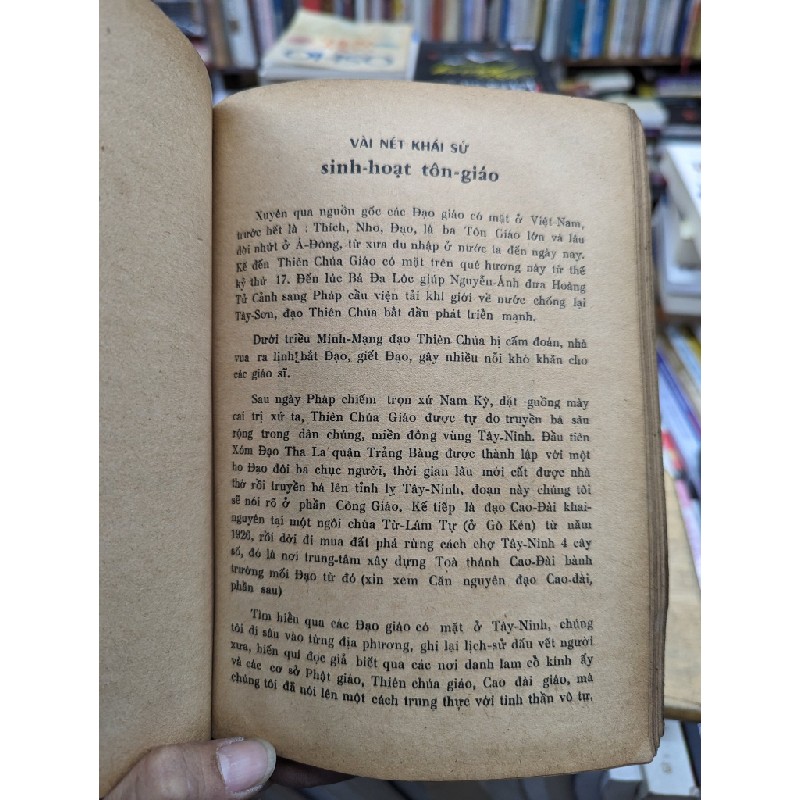 VÀI NÉT KHÁI SỬ
sinh-hoạt tôn-giáo
Xuyên qua nguồn gốc các Đạo giáo có mặt ở Việt-Nam,
trước hết là : Thích, Nho, Đạo, là ba Tôn Giáo lớn và lâu
đời nhứt ở Á-Đông, từ xưa du nhập ở nước ta đến ngày nay.
Kế đến Thiên Chúa Giáo có mặt trên quê hương này từ thế
kỷ thứ 17. Đến lúc Bá Đa Lộc giúp Nguyễn-Ánh đưa Hoàng
Tử Cảnh sang Pháp cầu viện tải khí giới về nước chống lại
Tây-Sơn, đạo Thiên Chúa bắt đầu phát triển mạnh.
Dưới triều Minh-Mạng đạo Thiên Chúa bị cấm đoán, nhà
vua ra lịnh bắt Đạo, giết Đạo, gây nhiều nỗi khó khăn cho
các giáo sĩ.
Sau ngày Pháp chiếm trọn xứ Nam Kỳ, đặt guồng máy
cai trị xứ ta, Thiên Chúa Giáo được tự do truyền bá sâu
rộng trong dân chúng, miền đông vùng Tây-Ninh. Đầu tiên
Xóm Đạo Tha La quận Trảng Bàng được thành lập với một
họ Đạo đôi ba chục người, thời gian lâu mới cất được nhà
thờ rồi truyền bá lên tỉnh lỵ Tây-Ninh, đoạn này chúng tôi
sẽ nói rõ ở phần Công Giáo, Kế tiếp là đạo Cao-Đài khai-
nguyên tại một ngôi chùa Từ-Lâm Tự (ở Gò Kén) từ năm
1926, rồi dời đi mua đất phá rừng cách chợ Tây-Ninh 4 cây
số, đó là nơi trung-tâm xây dựng Toà thánh Cao-Đài bành
trướng mối Đạo từ đó (xin xem Căn nguyên đạo Cao-đài,
phần sau)
Tìm hiểu qua các Đạo giáo có mặt ở Tây-Ninh, chúng
tôi đi sâu vào từng địa phương, ghi lại lịch-sử dấu vết người
xưa, hiến quí đọc giả biết qua các nơi danh lam cổ kính ấy
và các cơ sở Phật giáo, Thiên chúa giáo, Cao đài giáo, mà
chúng tôi đã nói lên một cách trung thực với tinh thần vô tư.